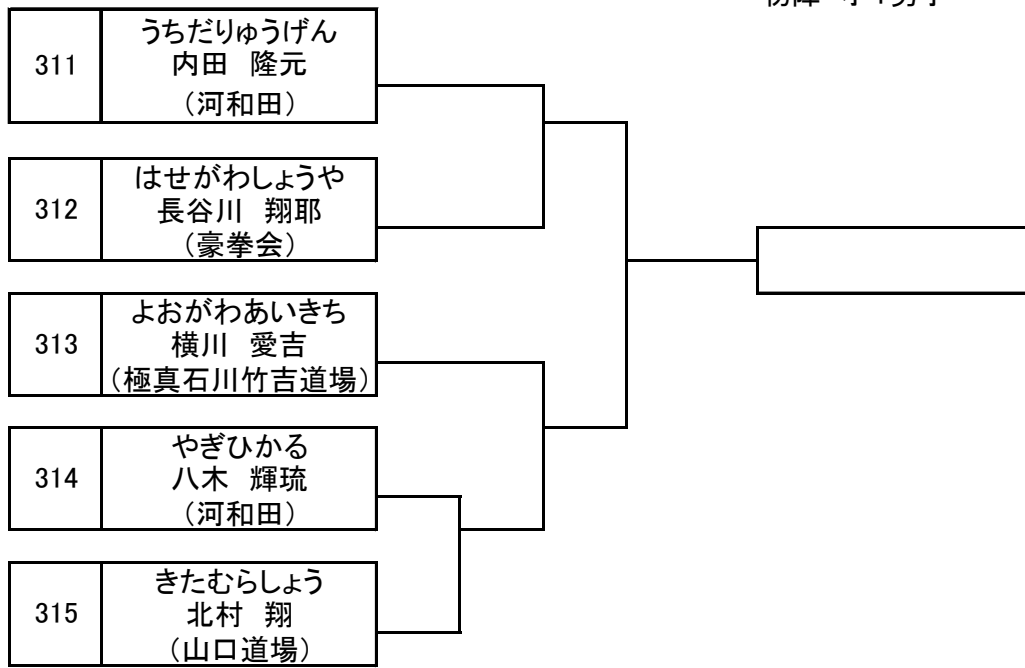 311
うちだりゅうげん
内田 隆元
(河和田)
312
はせがわしょうや
長谷川 翔耶
(豪拳会)
313
よおがわあいきち
横川 愛吉
(極真石川竹吉道場)
314
やぎひかる
八木 輝琉
(河和田)
315
きたむらしょう
北村 翔
(山口道場)